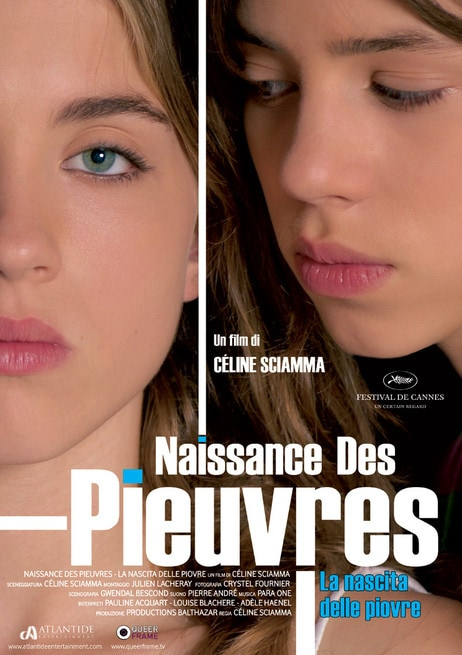 Un film di
CÉLINE SCIAMMA
FESTIVAL DE CANNES
UN CERTAIN REGARD
Naissance Des
Pieuvres
La nascita
delle piovre
NAISSANCE DES PIEUVRES - LA NASCITA DELLE PIOVRE UN FILM DI CÉLINE SCIAMMA
SCENEGGIATURA CÉLINE SCIAMMA MONTAGGIO JULIEN LACHERAY FOTOGRAFIA CRYSTEL FOURNIER
SCENOGRAFIA GWENDAL BESCOND SUONO PIERRE ANDRÉ MUSICA PARA ONE
INTERPRETI PAULINE ACQUART - LOUISE BLACHERE - ADÈLE HAENEL
PRODUZIONE PRODUCTIONS BALTHAZAR REGIA CÉLINE SCIAMMA
ATLANTIDE
ENTERTAINMENT
www.atlantideentertainment.com
QUEER
FRAME
www.queerframe.tv